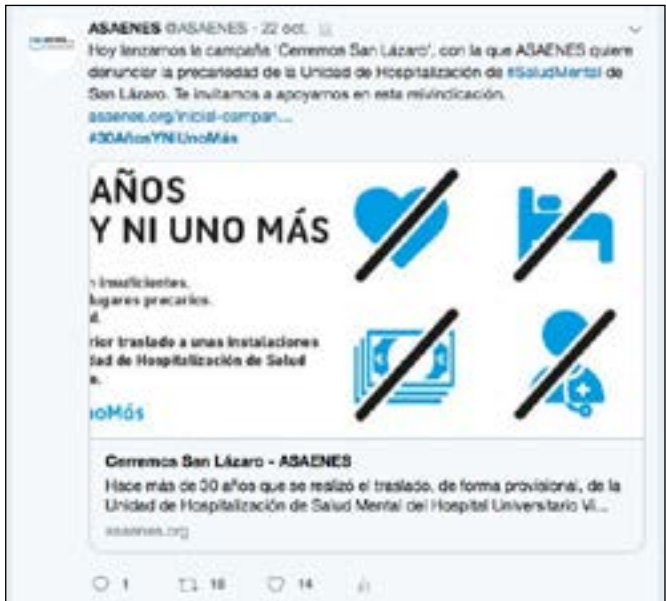 ASAENES @ASAENES · 22 oct.
Hoy lanzamos la campaña 'Cerremos San Lázaro', con la que ASAENES quiere
denunciar la precariedad de la Unidad de Hospitalización de #SaludMental de
San Lázaro. Te invitamos a apoyarnos en esta reivindicación.
asaenes.org/inicial-campan...
#30AñosYNiUnoMás
AÑOS
Y NI UNO MÁS
n insuficientes.
lugares precarios.
rior traslado a unas instalaciones
dad de Hospitalización de Salud
noMás
Cerremos San Lázaro - ASAENES
Hace más de 30 años que se realizó el traslado, de forma provisional, de la
Unidad de Hospitalización de Salud Mental del Hospital Universitario Vi...
asaenes.org
1 18 14